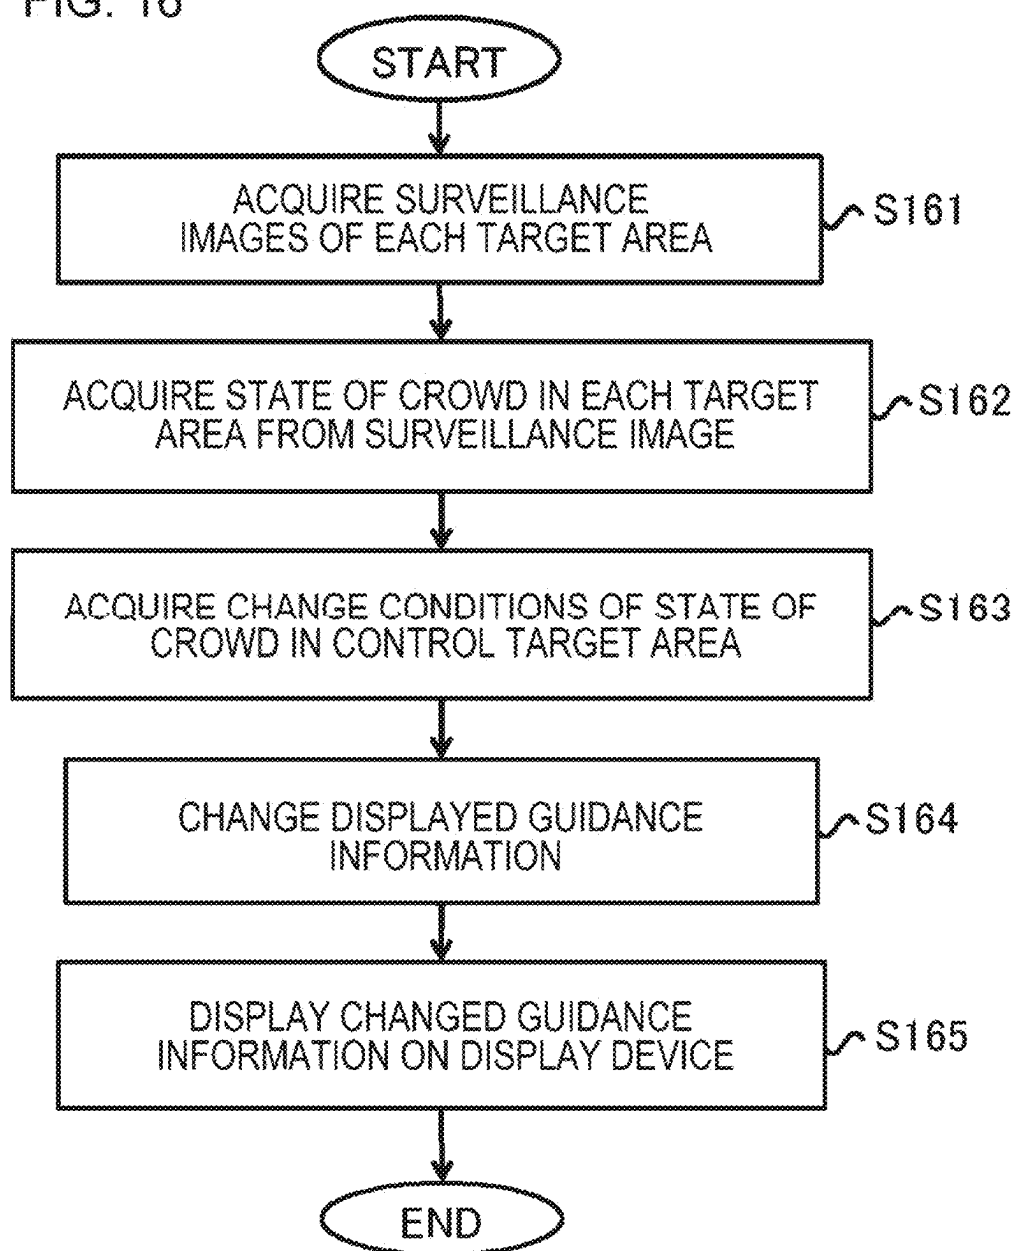 FIG. 16
START
ACQUIRE SURVEILLANCE
IMAGES OF EACH TARGET AREA
S161
ACQUIRE STATE OF CROWD IN EACH TARGET
AREA FROM SURVEILLANCE IMAGE
S162
ACQUIRE CHANGE CONDITIONS OF STATE OF
CROWD IN CONTROL TARGET AREA
S163
CHANGE DISPLAYED GUIDANCE
INFORMATION
S164
DISPLAY CHANGED GUIDANCE
INFORMATION ON DISPLAY DEVICE
S165
END